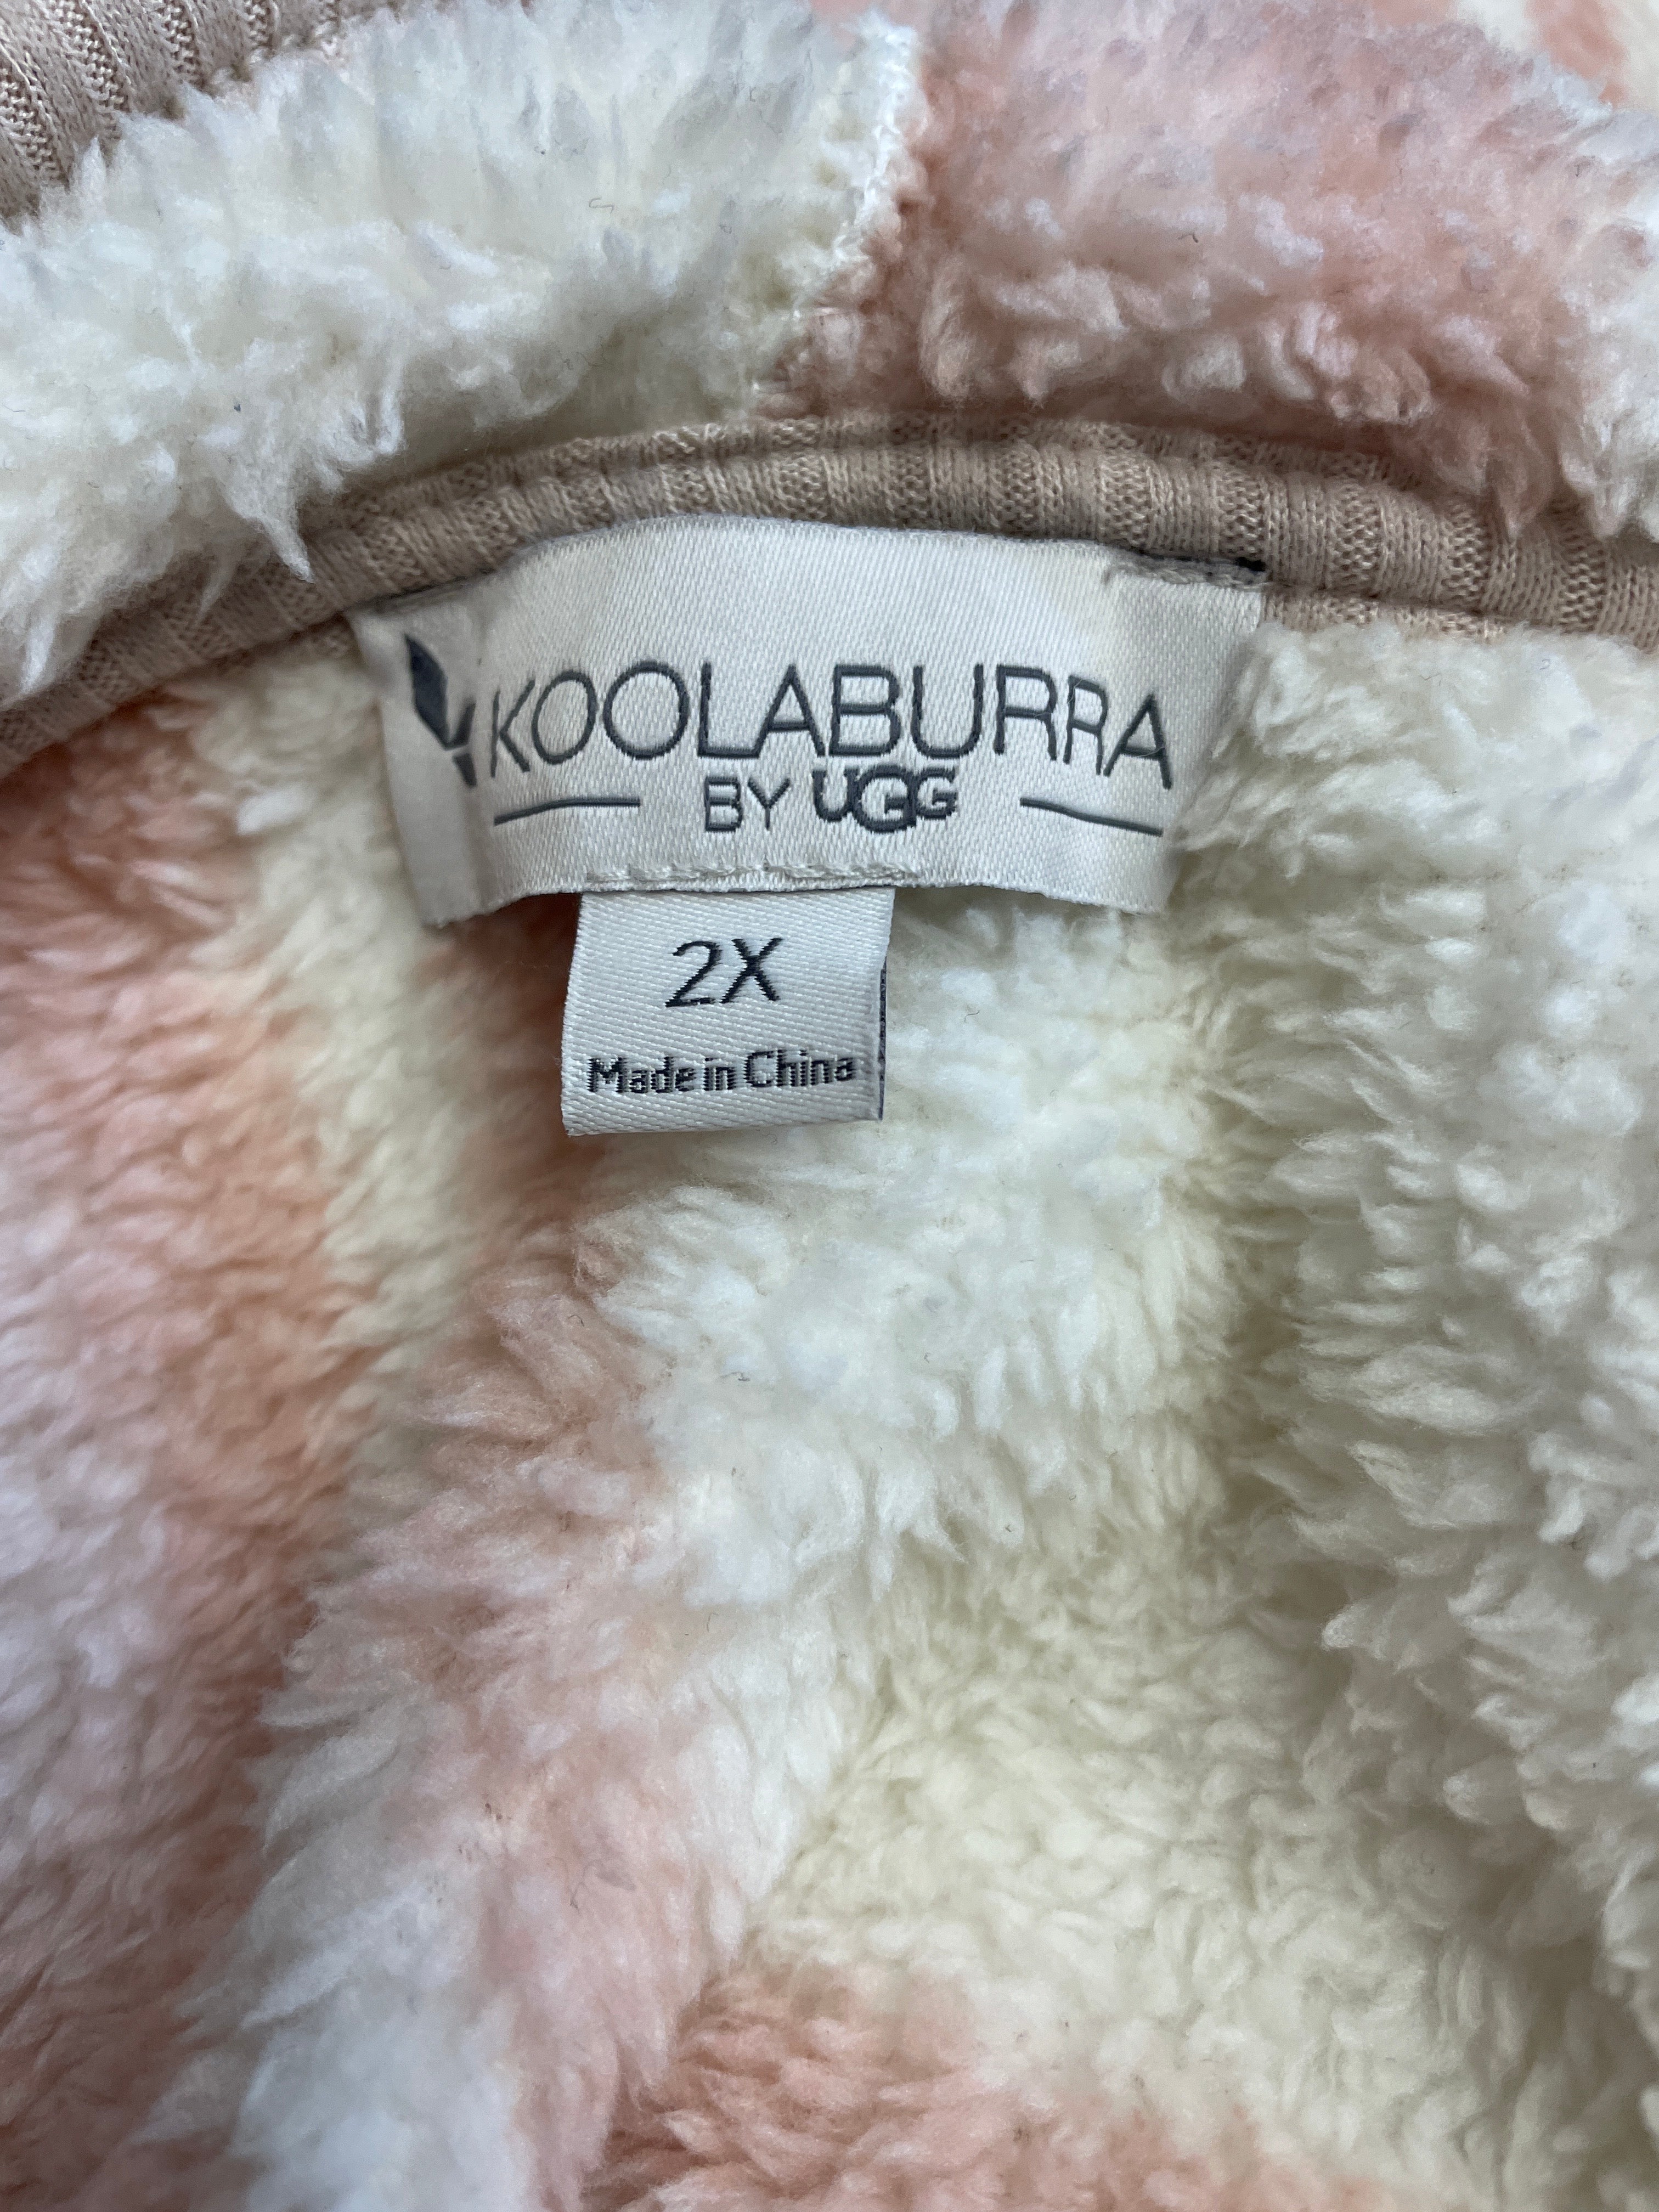 KOOLABURRA
BY UGG
2X
Made in China